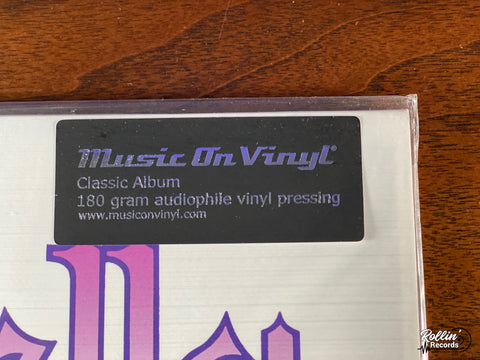 Music On Vinyl®
Classic Album
180 gram audiophile vinyl pressing
www.musiconvinyl.com
Rollin'
Records